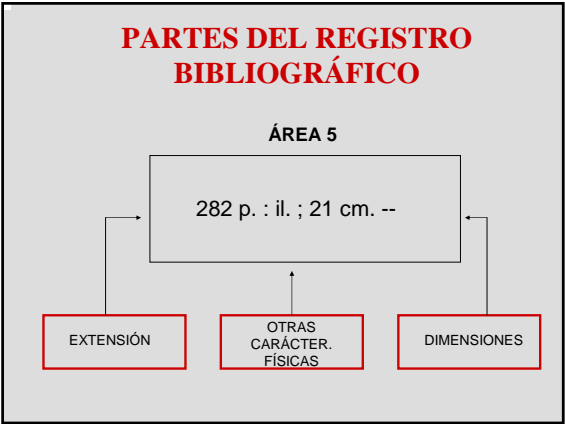 PARTES DEL REGISTRO
BIBLIOGRÁFICO
ÁREA 5
282 p. : il. ; 21 cm. --
EXTENSIÓN
OTRAS
CARÁCTER.
FÍSICAS
DIMENSIONES